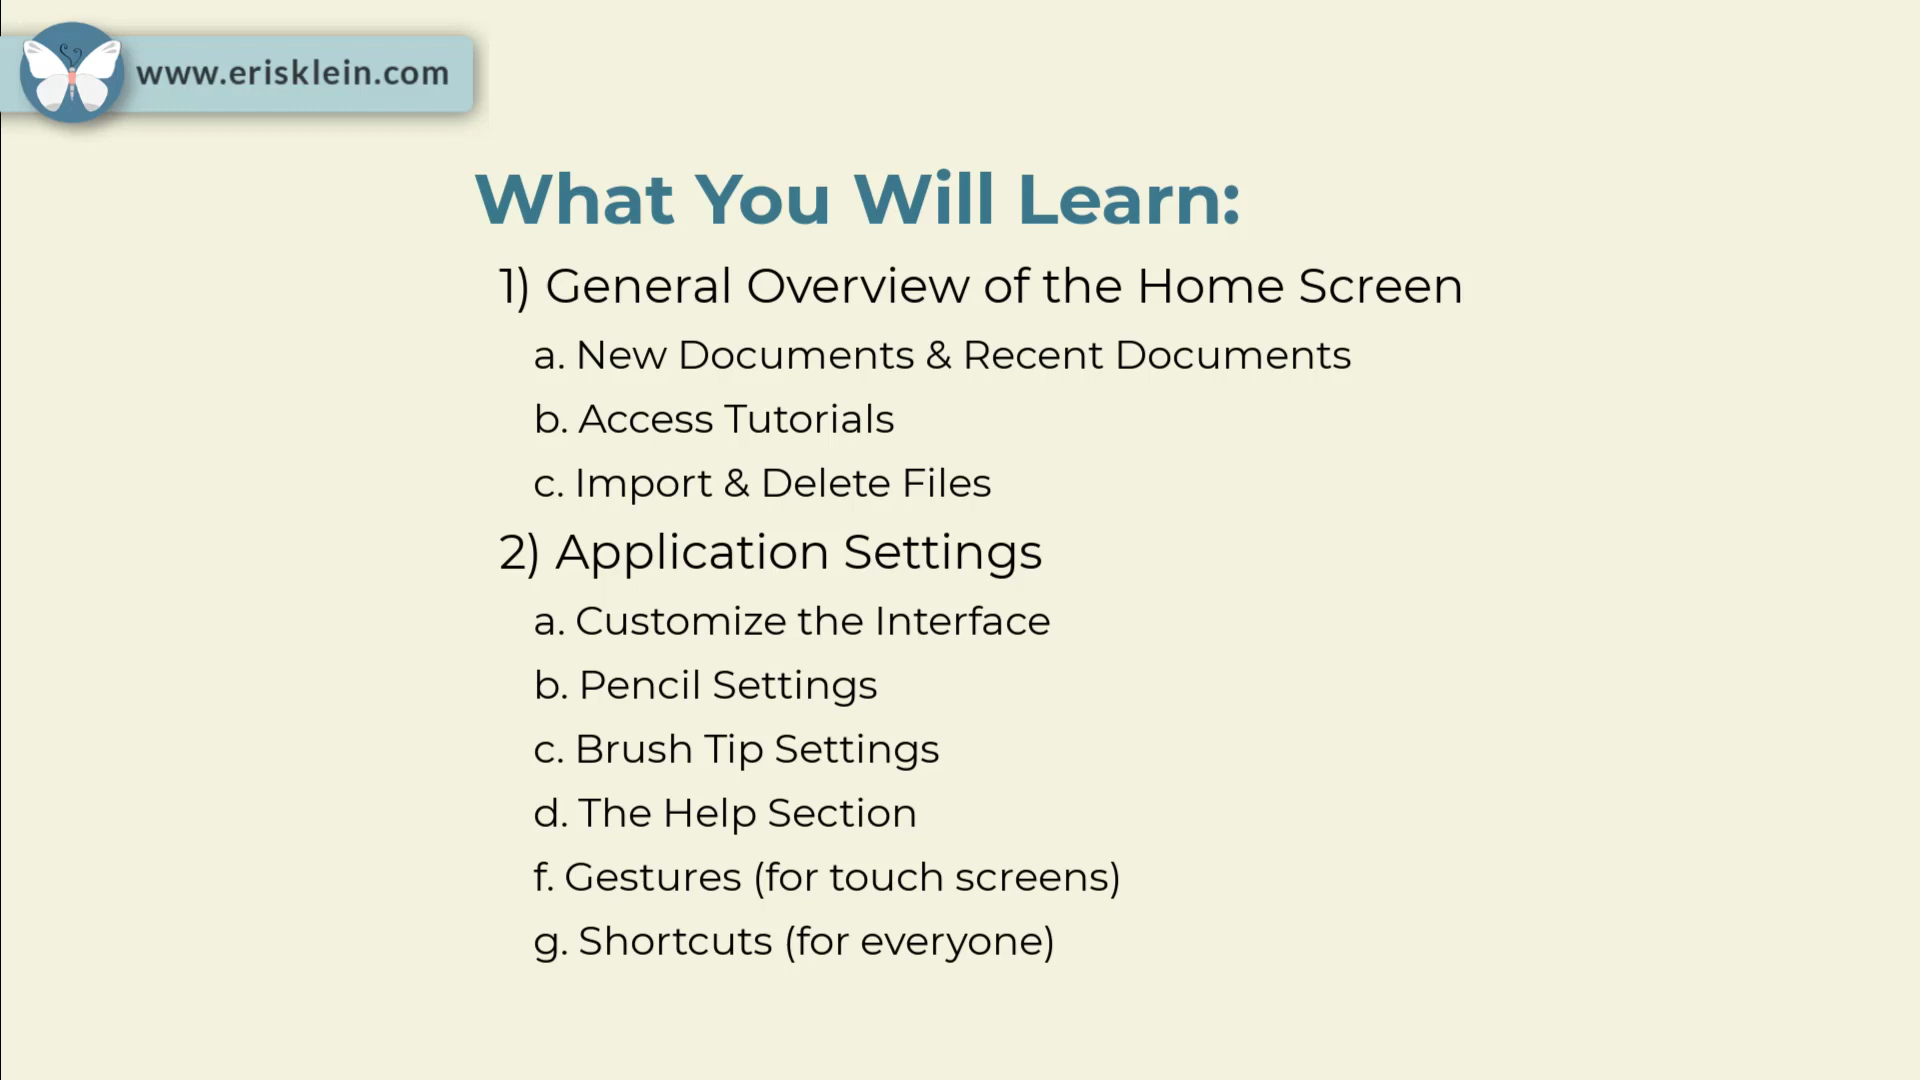 www.erisklein.com
What You Will Learn:
1) General Overview of the Home Screen
a. New Documents & Recent Documents
b. Access Tutorials
c. Import & Delete Files
2) Application Settings
a. Customize the Interface
b. Pencil Settings
c. Brush Tip Settings
d. The Help Section
f. Gestures (for touch screens)
g. Shortcuts (for everyone)